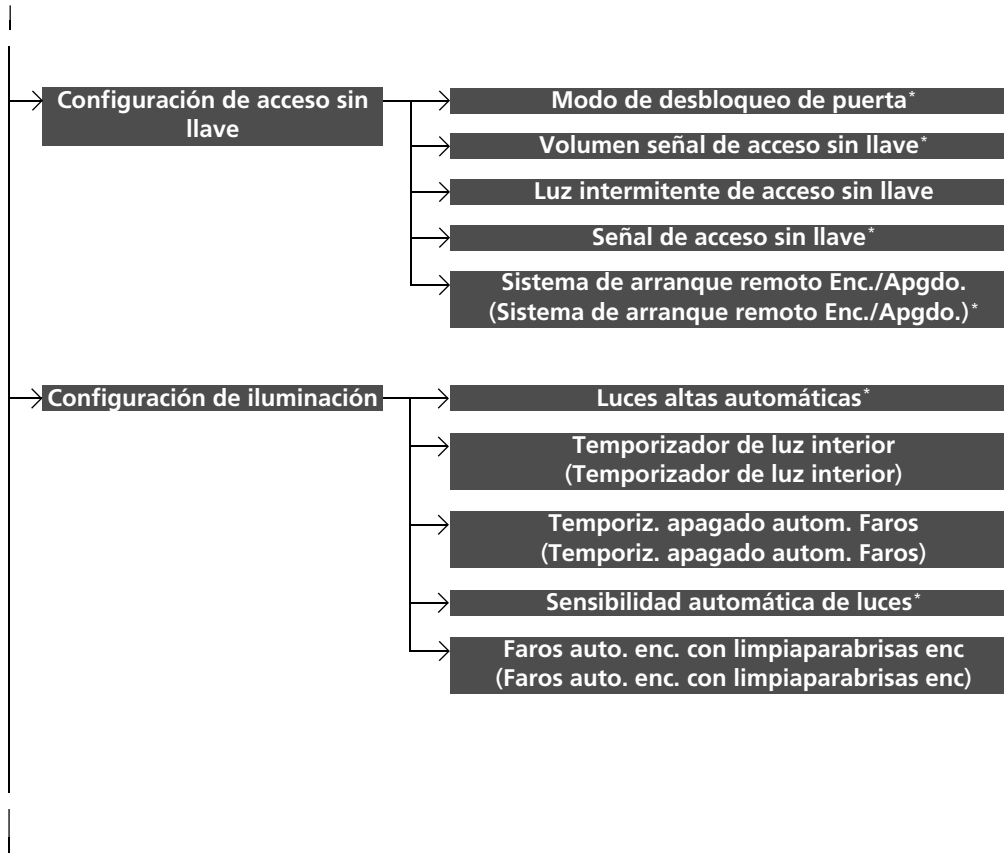 Configuración de acceso sin
llave
Modo de desbloqueo de puerta*
Volumen señal de acceso sin llave*
Luz intermitente de acceso sin llave
Señal de acceso sin llave*
Sistema de arranque remoto Enc./Apgdo.
(Sistema de arranque remoto Enc./Apgdo.)*
Configuración de iluminación
Luces altas automáticas*
Temporizador de luz interior
(Temporizador de luz interior)
Temporiz. apagado autom. Faros
(Temporiz. apagado autom. Faros)
Sensibilidad automática de luces*
Faros auto. enc. con limpiaparabrisas enc
(Faros auto. enc. con limpiaparabrisas enc)